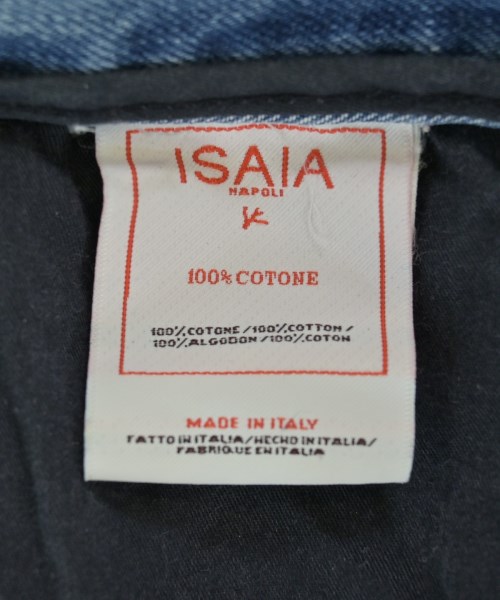 ISAIA
NAPOLI
100% COTONE
100%COTONE/100%COTTON/
100%ALGODON/100%COTON
MADE IN ITALY
FATTO IN ITALIA/HECHO IN ITALIA/
FABRIQUE EN ITALIA